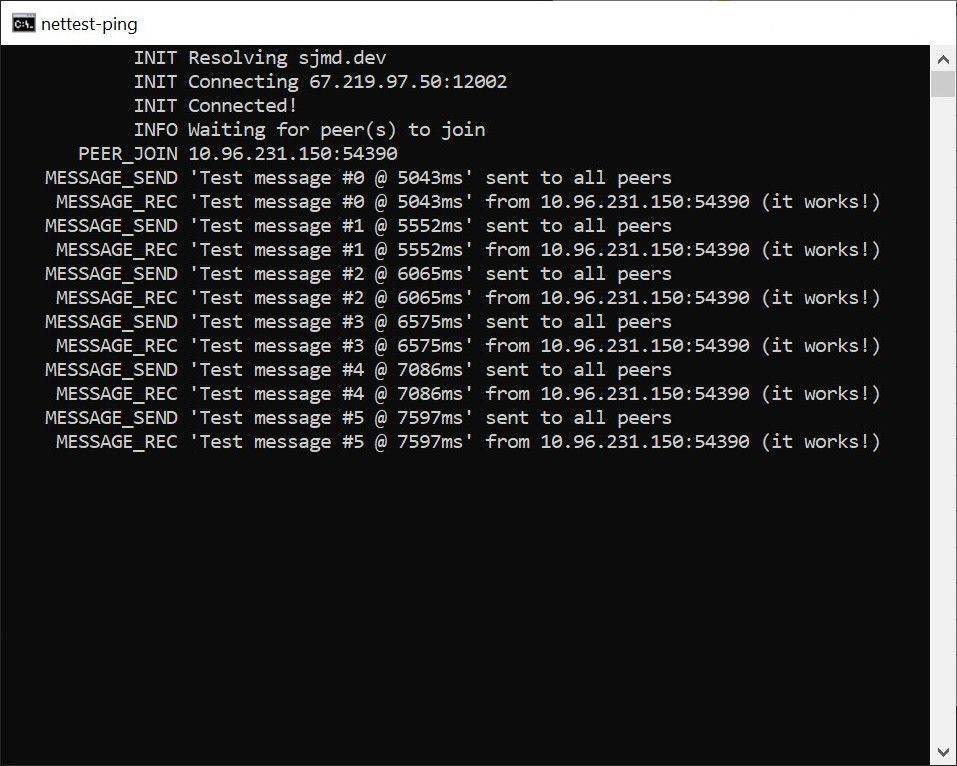 nettest-ping
INIT Resolving sjmd.dev
INIT Connecting 67.219.97.50:12002
INIT Connected!
INFO Waiting for peer(s) to join
PEER_JOIN 10.96.231.150:54390
MESSAGE_SEND 'Test message #0 @ 5043ms' sent to all peers
MESSAGE_REC 'Test message #0 @ 5043ms' from 10.96.231.150:54390 (it works!)
MESSAGE_SEND 'Test message #1 @ 5552ms' sent to all peers
MESSAGE_REC 'Test message #1 @ 5552ms' from 10.96.231.150:54390 (it works!)
MESSAGE_SEND 'Test message #2 @ 6065ms' sent to all peers
MESSAGE_REC 'Test message #2 @ 6065ms' from 10.96.231.150:54390 (it works!)
MESSAGE_SEND 'Test message #3 @ 6575ms' sent to all peers
MESSAGE_REC 'Test message #3 @ 6575ms' from 10.96.231.150:54390 (it works!)
MESSAGE_SEND 'Test message #4 @ 7086ms' sent to all peers
MESSAGE_REC 'Test message #4 @ 7086ms' from 10.96.231.150:54390 (it works!)
MESSAGE_SEND 'Test message #5 @ 7597ms' sent to all peers
MESSAGE_REC 'Test message #5 @ 7597ms' from 10.96.231.150:54390 (it works!)